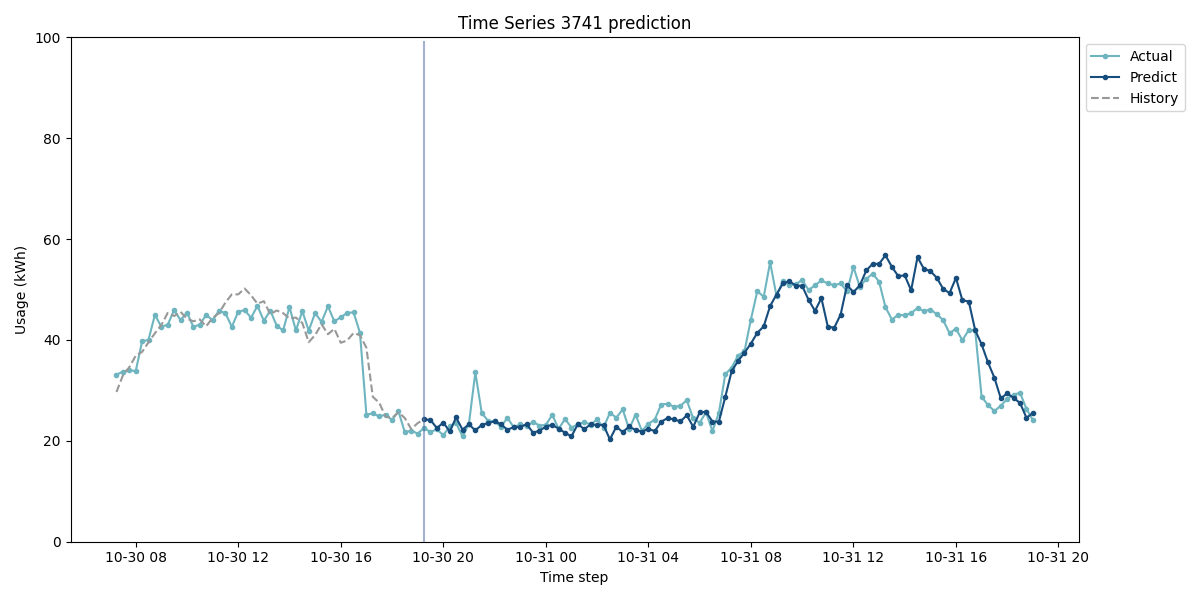 Time Series 3741 prediction
100
80
60
40
20
0
Usage (kWh)
10-30 08
10-30 12
10-30 16
10-30 20
10-31 00
10-31 04
10-31 08
10-31 12
10-31 16
10-31 20
Time step
Actual
Predict
History